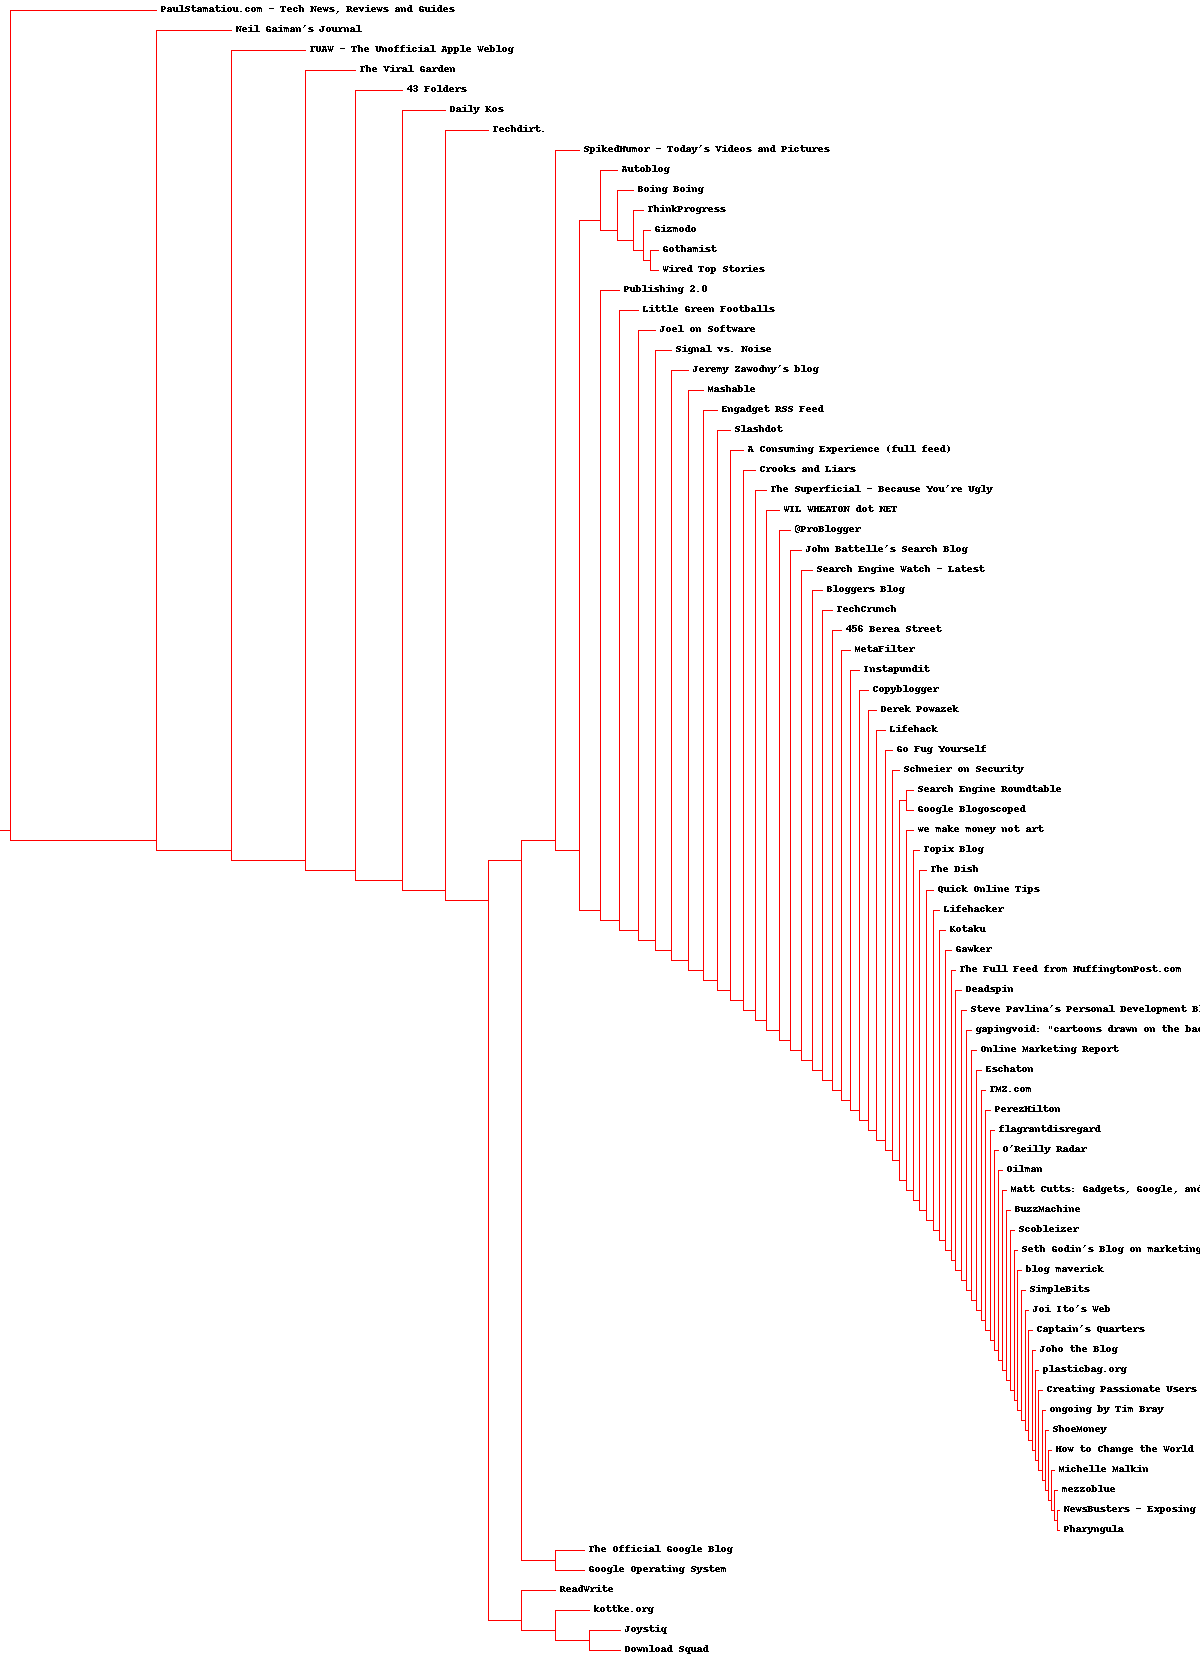 PaulStamatiou.com - Tech News, Reviews and Guides
Neil Gaiman's Journal
TUAW - The Unofficial Apple Weblog
The Viral Garden
43 Folders
Daily Kos
Techdirt.
SpikedHumor - Today's Videos and Pictures
Autoblog
Boing Boing
ThinkProgress
Gizmodo
Gothamist
Wired Top Stories
Publishing 2.0
Little Green Footballs
Joel on Software
Signal vs. Noise
Jeremy Zawodny's blog
Mashable
Engadget RSS Feed
Slashdot
A Consuming Experience (full feed)
Crooks and Liars
The Superficial - Because You're Ugly
WIL WHEATON dot NET
@ProBlogger
John Battelle's Search Blog
Search Engine Watch - Latest
Bloggers Blog
TechCrunch
456 Berea Street
MetaFilter
Instapundit
Copyblogger
Derek Powazek
Lifehack
Go Fug Yourself
Schneier on Security
Search Engine Roundtable
Google Blogoscoped
we make money not art
Topix Blog
The Dish
Quick Online Tips
Lifehacker
Kotaku
Gawker
The Full Feed from HuffingtonPost.com
Deadspin
Steve Pavlina's Personal Development Bl
gapingvoid: "cartoons drawn on the bac
Online Marketing Report
Eschaton
TMZ.com
PerezHilton
flagrantdisregard
O'Reilly Radar
Oilman
Matt Cutts: Gadgets, Google, and
BuzzMachine
Scobleizer
Seth Godin's Blog on marketing
blog maverick
SimpleBits
Joi Ito's Web
Captain's Quarters
Joho the Blog
plasticbag.org
Creating Passionate Users
ongoing by Tim Bray
ShoeMoney
How to Change the World
Michelle Malkin
mezzoblue
NewsBusters - Exposing
Pharyngula
The Official Google Blog
Google Operating System
ReadWrite
kottke.org
Joystiq
Download Squad